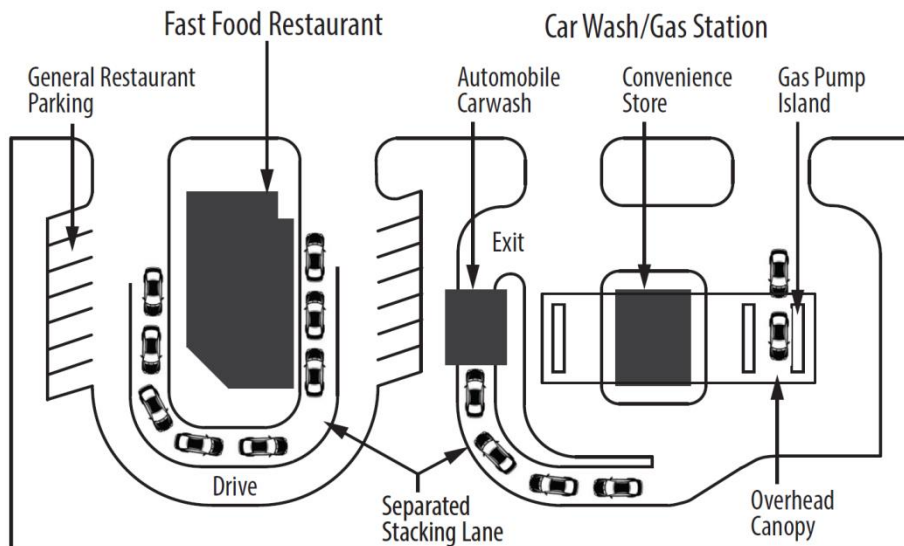 Fast Food Restaurant
Car Wash/Gas Station
General Restaurant
Parking
Automobile
Carwash
Convenience
Store
Gas Pump
Island
Exit
Drive
Separated
Stacking Lane
Overhead
Canopy